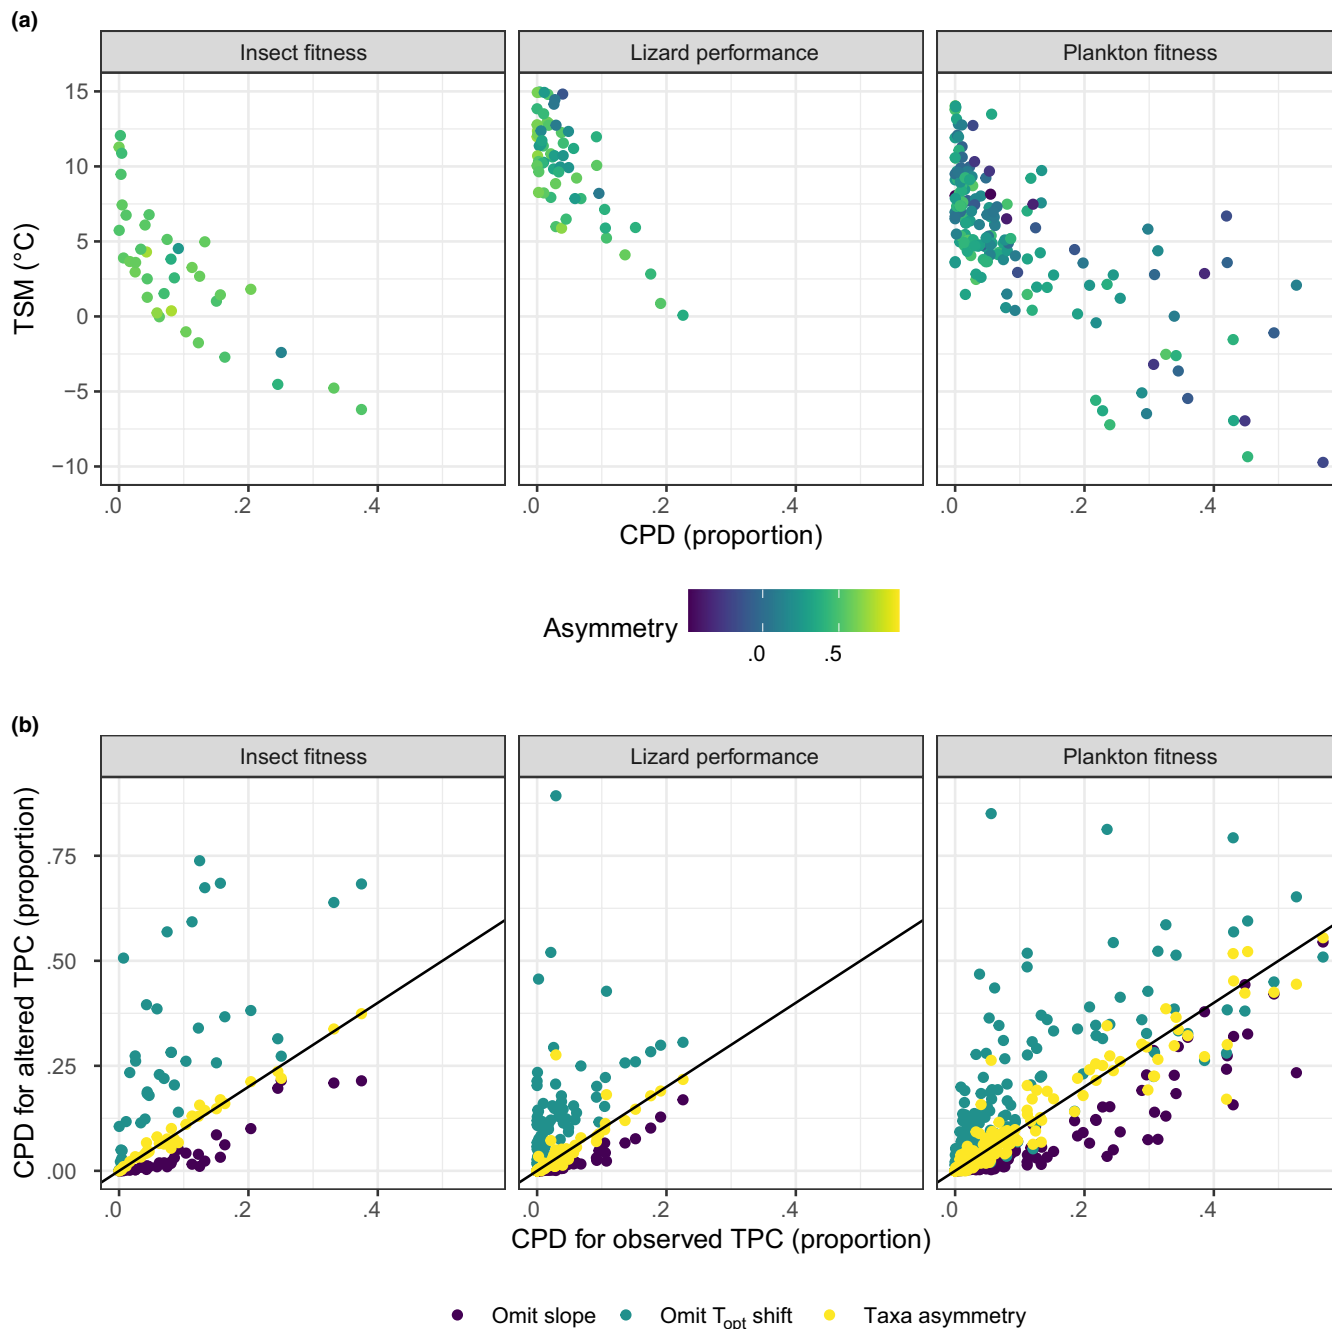 (a)
Insect fitness
Lizard performance
Plankton fitness
TSM (°C)
15
10
5
0
−5
−10
.0
.2
.4
.0
.2
.4
.0
.2
.4
CPD (proportion)
Asymmetry
.0
.5
(b)
Insect fitness
Lizard performance
Plankton fitness
CPD for altered TPC (proportion)
.75
.50
.25
.00
.0
.2
.4
.0
.2
.4
.0
.2
.4
CPD for observed TPC (proportion)
Omit slope
Omit Topt shift
Taxa asymmetry